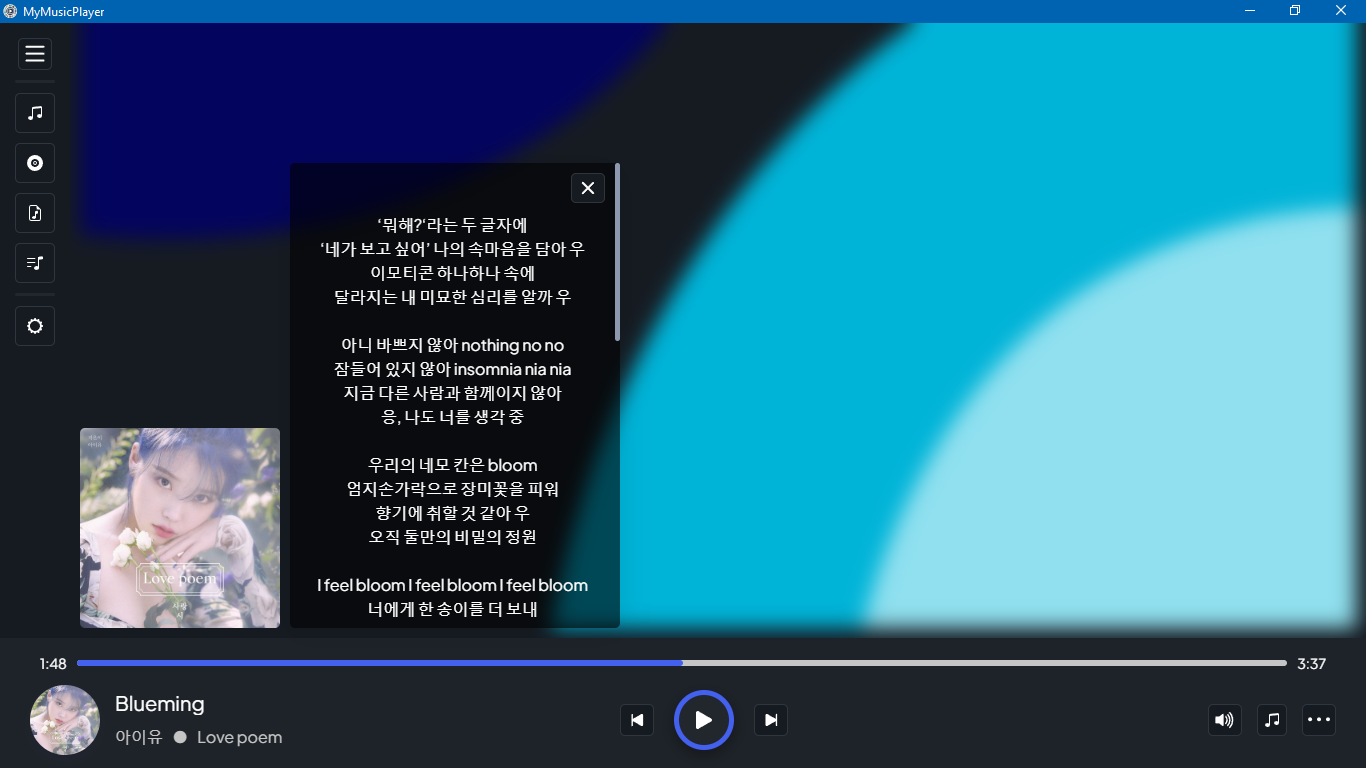 MyMusicPlayer
‘뭐해?‘라는 두 글자에
‘네가 보고 싶어’ 나의 속마음을 담아 우
이모티콘 하나하나 속에
달라지는 내 미묘한 심리를 알까 우
아니 바쁘지 않아 nothing no no
잠들어 있지 않아 insomnia nia nia
지금 다른 사람과 함께이지 않아
응, 나도 너를 생각 중
우리의 네모 칸은 bloom
엄지손가락으로 장미꽃을 피워
향기에 취할 것 같아 우
오직 둘만의 비밀의 정원
I feel bloom I feel bloom I feel bloom
너에게 한 송이를 더 보내
Love poem
1:48
3:37
Blueming
아이유
Love poem